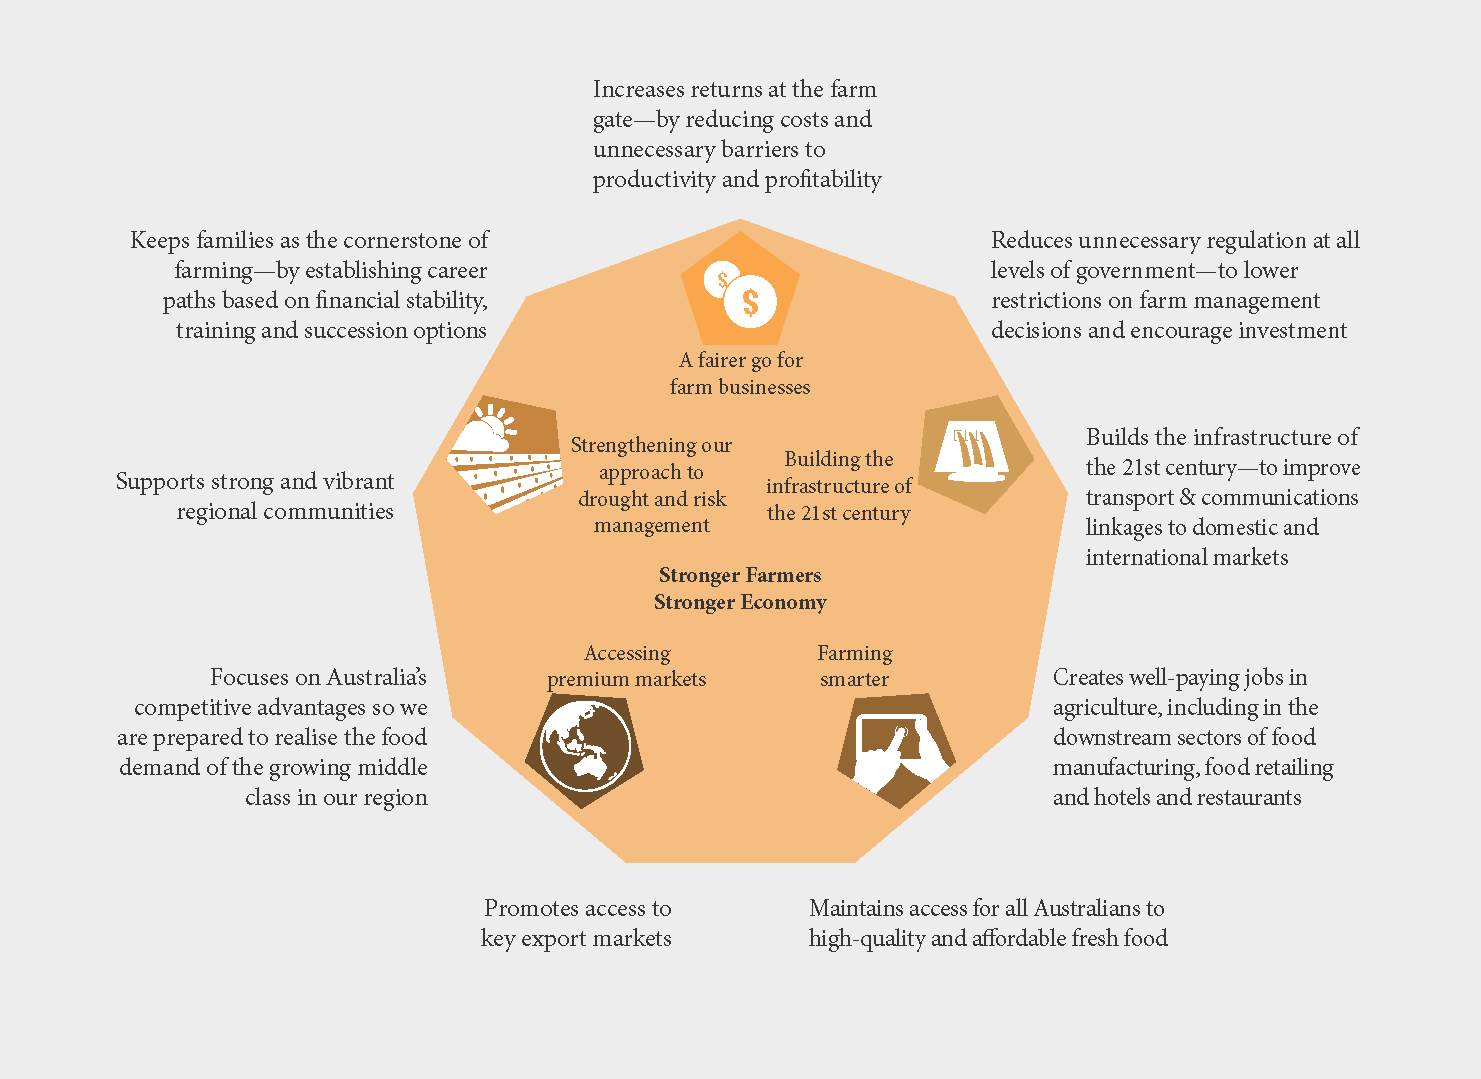 Increases returns at the farm
gate—by reducing costs and
unnecessary barriers to
productivity and profitability
Keeps families as the cornerstone of
farming—by establishing career
paths based on financial stability,
training and succession options
Reduces unnecessary regulation at all
levels of government—to lower
restrictions on farm management
decisions and encourage investment
$
$
A fairer go for
farm businesses
Strengthening our
approach to
drought and risk
management
Building the
infrastructure of
the 21st century
Supports strong and vibrant
regional communities
Builds the infrastructure of
the 21st century—to improve
transport & communications
linkages to domestic and
international markets
Stronger Farmers
Stronger Economy
Accessing
premium markets
Farming
smarter
Focuses on Australia’s
competitive advantages so we
are prepared to realise the food
demand of the growing middle
class in our region
Creates well-paying jobs in
agriculture, including in the
downstream sectors of food
manufacturing, food retailing
and hotels and restaurants
Promotes access to
key export markets
Maintains access for all Australians to
high-quality and affordable fresh food